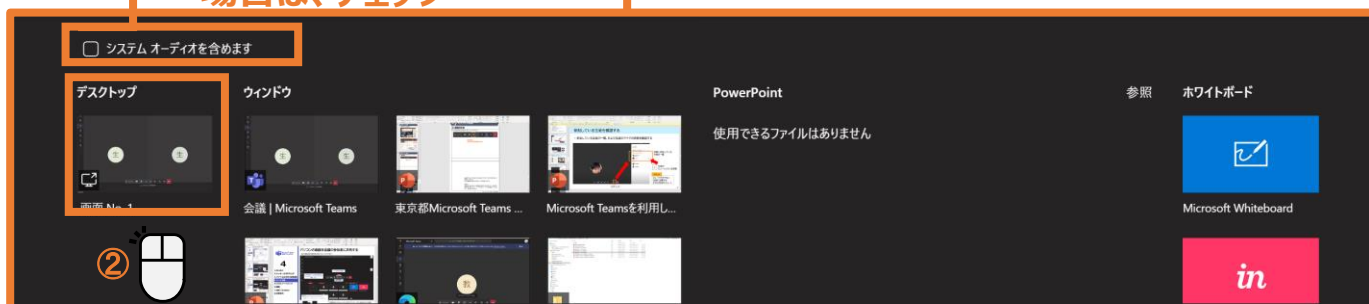 場合は、チェック
システム オーディオを含めます
デスクトップ
ウィンドウ
PowerPoint
参照
ホワイトボード
使用できるファイルはありません
画面 No. 1
会議 | Microsoft Teams
東京都Microsoft Teams ...
Microsoft Teamsを利用し...
Microsoft Whiteboard
②
4
in